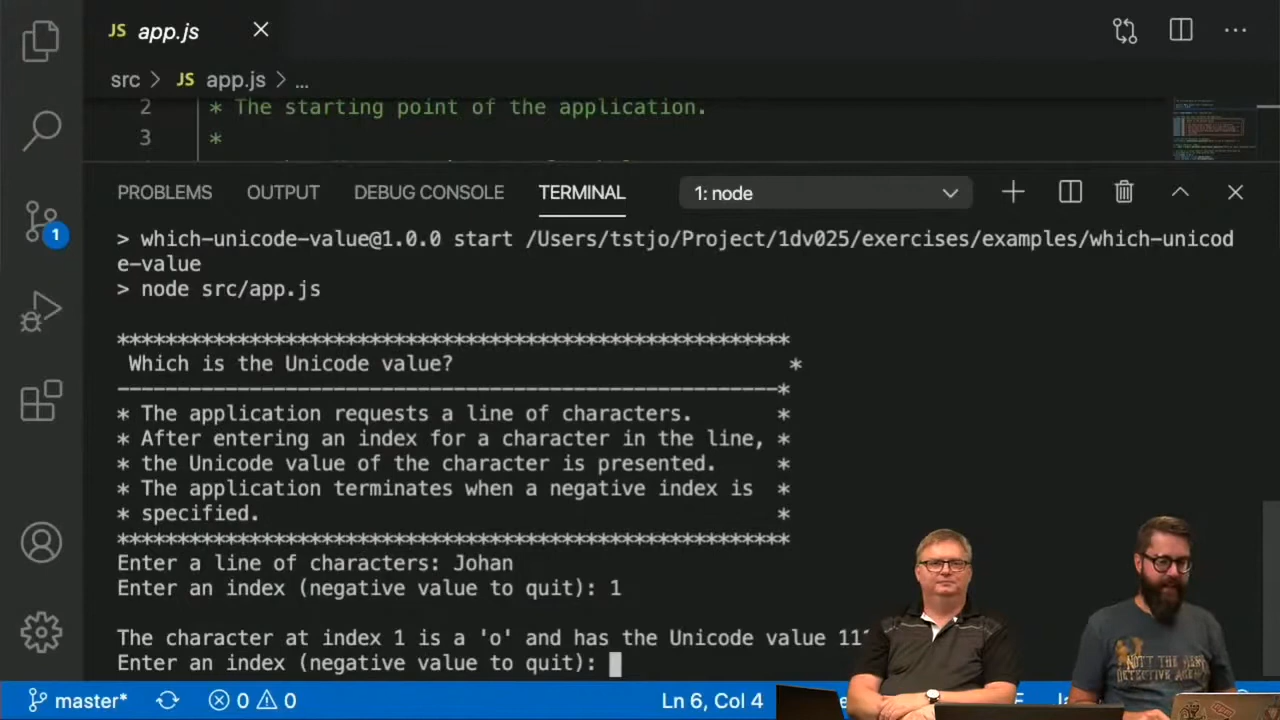 JS app.js
src > JS app.js > ...
2 * The starting point of the application.
3 *
PROBLEMS OUTPUT DEBUG CONSOLE TERMINAL 1: node
> which-unicode-value@1.0.0 start /Users/tstjo/Project/1dv025/exercises/examples/which-unicod
e-value
> node src/app.js
********************************************************
Which is the Unicode value? *
-------------------------------------------------------*
* The application requests a line of characters. *
* After entering an index for a character in the line, *
* the Unicode value of the character is presented. *
* The application terminates when a negative index is *
* specified. *
********************************************************
Enter a line of characters: Johan
Enter an index (negative value to quit): 1
The character at index 1 is a 'o' and has the Unicode value 111
Enter an index (negative value to quit):
1
master* 0 0 Ln 6, Col 4